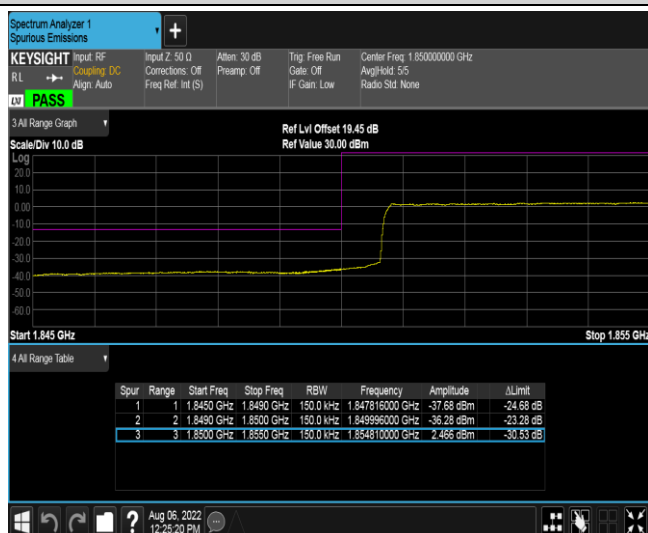 Spectrum Analyzer 1
Spurious Emissions
KEYSIGHT
RL
LXI PASS
Input: RF
Coupling: DC
Align: Auto
Input Z: 50 Ω
Corrections: Off
Freq Ref: Int (S)
Atten: 30 dB
Preamp: Off
Trig: Free Run
Gate: Off
IF Gain: Low
Center Freq: 1.850000000 GHz
Avg|Hold: 5/5
Radio Std: None
3 All Range Graph
Scale/Div 10.0 dB
Ref Lvl Offset 19.45 dB
Ref Value 30.00 dBm
Log
20.0
10.0
0.00
-10.0
-20.0
-30.0
-40.0
-50.0
-60.0
Start 1.845 GHz Stop 1.855 GHz
4 All Range Table
Spur Range Start Freq Stop Freq RBW Frequency Amplitude ΔLimit
1 1 1.8450 GHz 1.8490 GHz 150.0 kHz 1.847816000 GHz -37.68 dBm -24.68 dB
2 2 1.8490 GHz 1.8500 GHz 150.0 kHz 1.849996000 GHz -36.28 dBm -23.28 dB
3 3 1.8500 GHz 1.8550 GHz 150.0 kHz 1.854810000 GHz 2.466 dBm -30.53 dB
Aug 06, 2022
12:25:20 PM